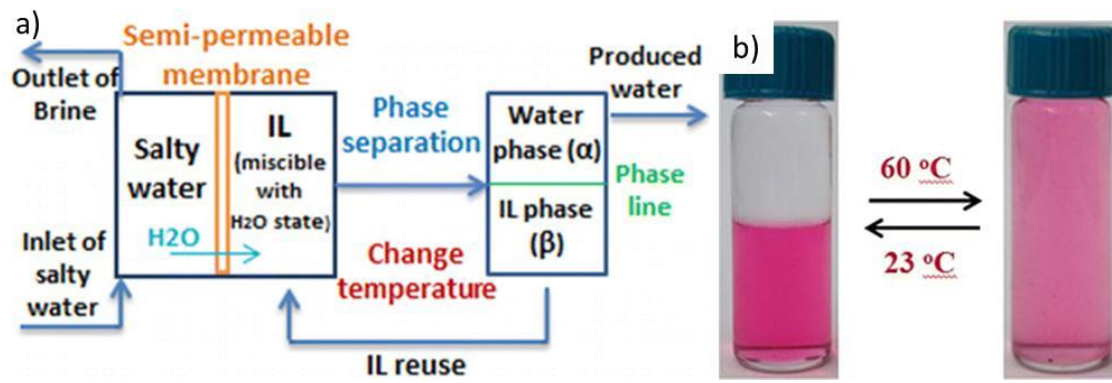 a)
Outlet of
Brine
Semi-permeable
membrane
Salty
water
H2O
Inlet of
salty
water
IL
(miscible
with
H₂O state)
Phase
separation
Change
temperature
IL reuse
Water
phase (α)
IL phase
(β)
Produced
water
Phase
line
b)
60 °C
23 °C